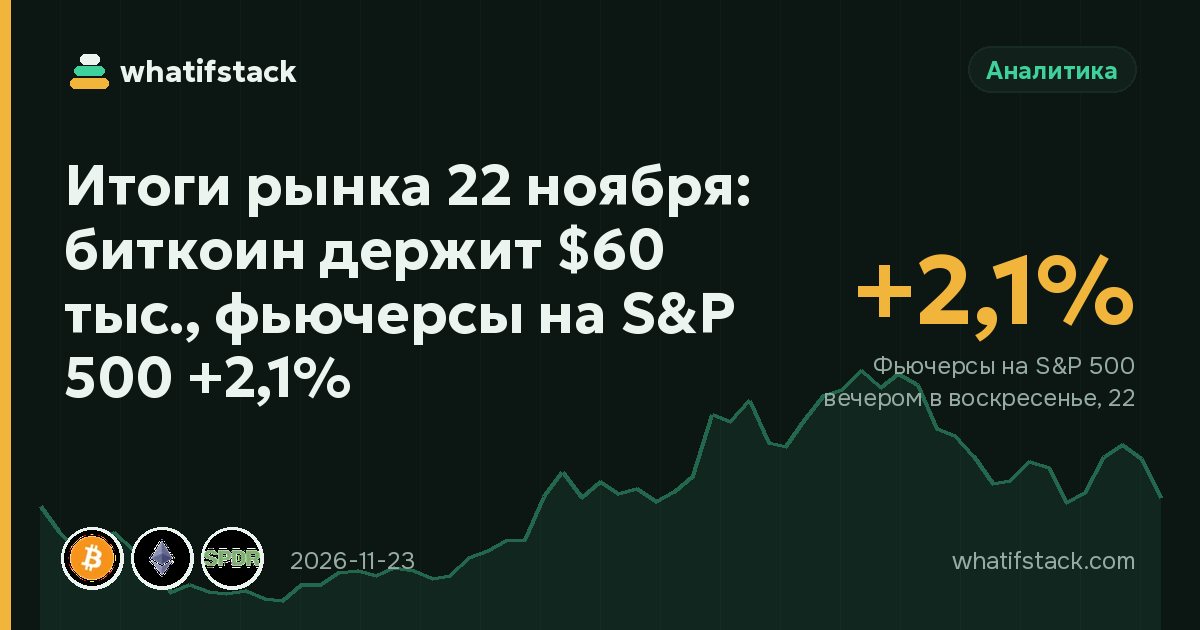 whatifstack
Аналитика
Итоги рынка 22 ноября:
биткоин держит $60
тыс., фьючерсы на S&P
500 +2,1%
+2,1%
Фьючерсы на S&P 500
вечером в воскресенье, 22
SPDR
2026-11-23
whatifstack.com